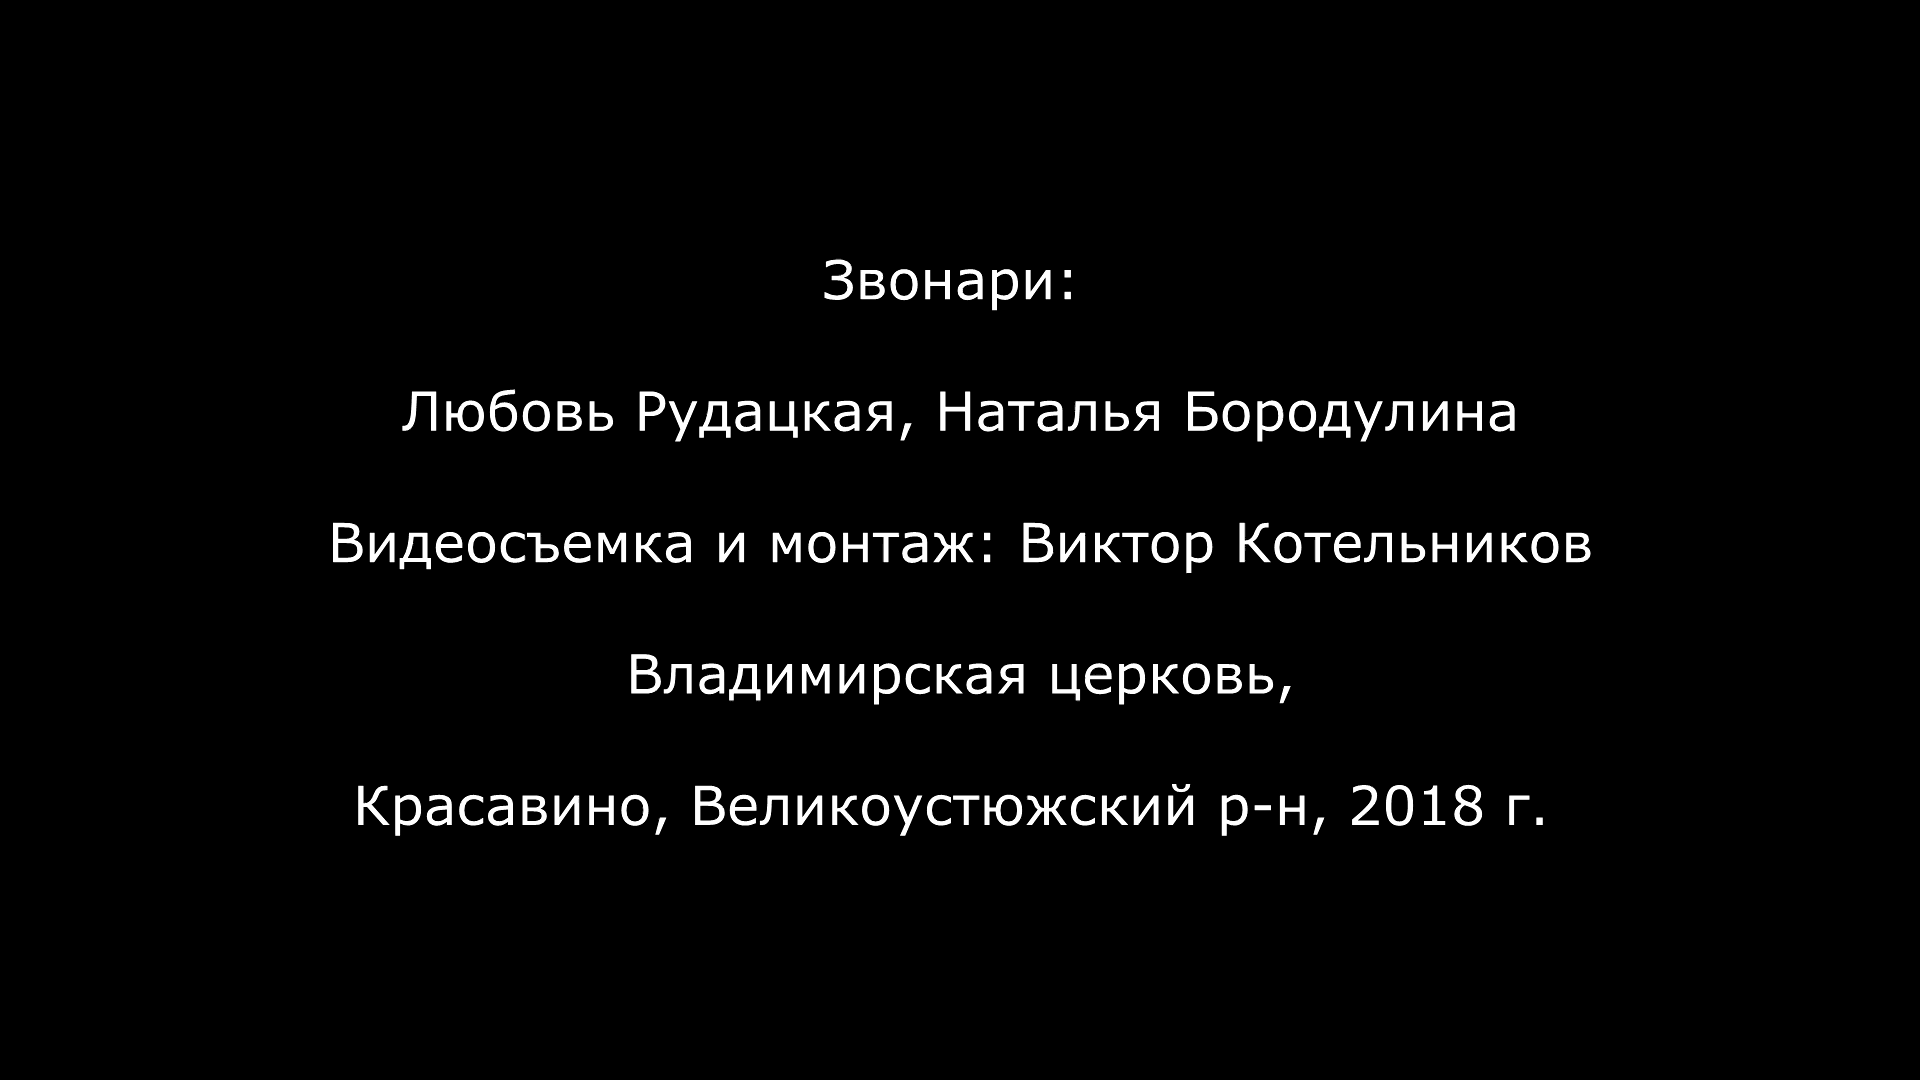 Звонари:
Любовь Рудацкая, Наталья Бородулина
Видеосъемка и монтаж: Виктор Котельников
Владимирская церковь,
Красавино, Великоустюжский р-н, 2018 г.